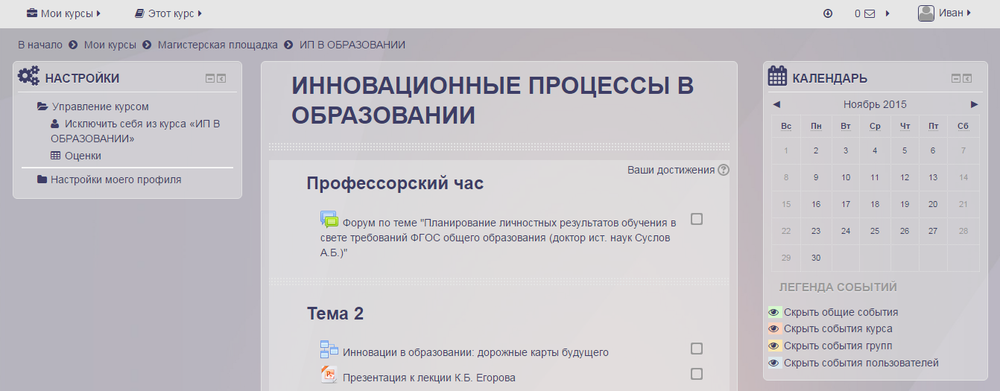 Мои курсы
Этот курс
0
Иван
В начало Мои курсы Магистерская площадка ИП В ОБРАЗОВАНИИ
НАСТРОЙКИ
Управление курсом
Исключить себя из курса «ИП В
ОБРАЗОВАНИИ»
Оценки
Настройки моего профиля
ИННОВАЦИОННЫЕ ПРОЦЕССЫ В
ОБРАЗОВАНИИ
Ваши достижения
Профессорский час
Форум по теме "Планирование личностных результатов обучения в
свете требований ФГОС общего образования (доктор ист. наук Суслов
А.Б.)"
Тема 2
Инновации в образовании: дорожные карты будущего
Презентация к лекции К.Б. Егорова
КАЛЕНДАРЬ
Ноябрь 2015
Вс Пн Вт Ср Чт Пт Сб
1 2 3 4 5 6 7
8 9 10 11 12 13 14
15 16 17 18 19 20 21
22 23 24 25 26 27 28
29 30
ЛЕГЕНДА СОБЫТИЙ
Скрыть общие события
Скрыть события курса
Скрыть события групп
Скрыть события пользователей